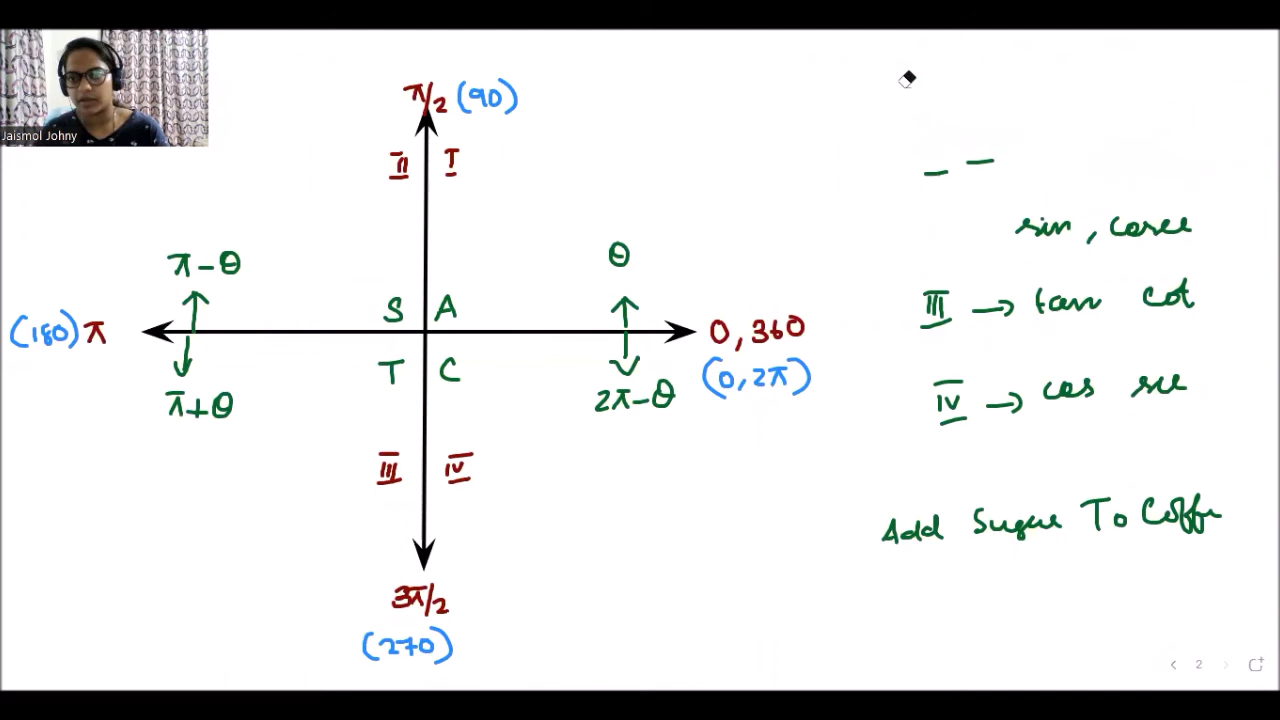 Jaismol Johny
π/2 (90)
II I
π-θ
θ
S A
(180) π
0, 360
T C
(0, 2π)
π+θ
2π-θ
III IV
3π/2
(270)
sin, cosec
III → tan cot
IV → cos sec
Add Sugar To Coffee
2